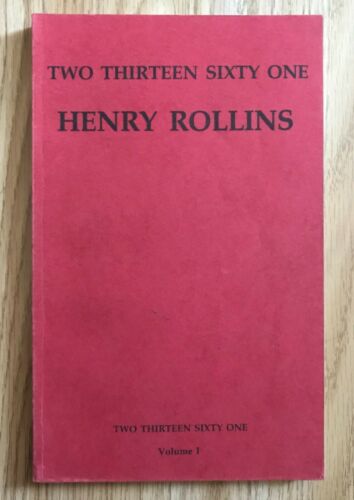 TWO THIRTEEN SIXTY ONE
HENRY ROLLINS
TWO THIRTEEN SIXTY ONE
Volume I